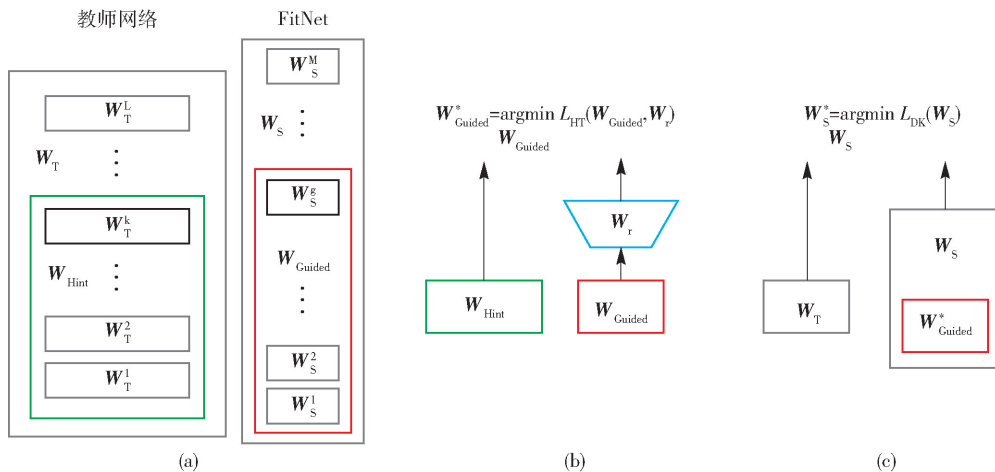 教师网络
W_T^L
W_T
⋮
W_T^k
W_Hint
⋮
W_T^2
W_T^1
FitNet
W_S^M
W_S
⋮
W_S^g
W_Guided
⋮
W_S^2
W_S^1
(a)
W*_Guided=argmin L_HT(W_Guided,W_r)
W_Guided
W_r
W_Hint
W_Guided
(b)
W*_S=argmin L_DK(W_S)
W_S
W_S
W_T
W*_Guided
(c)